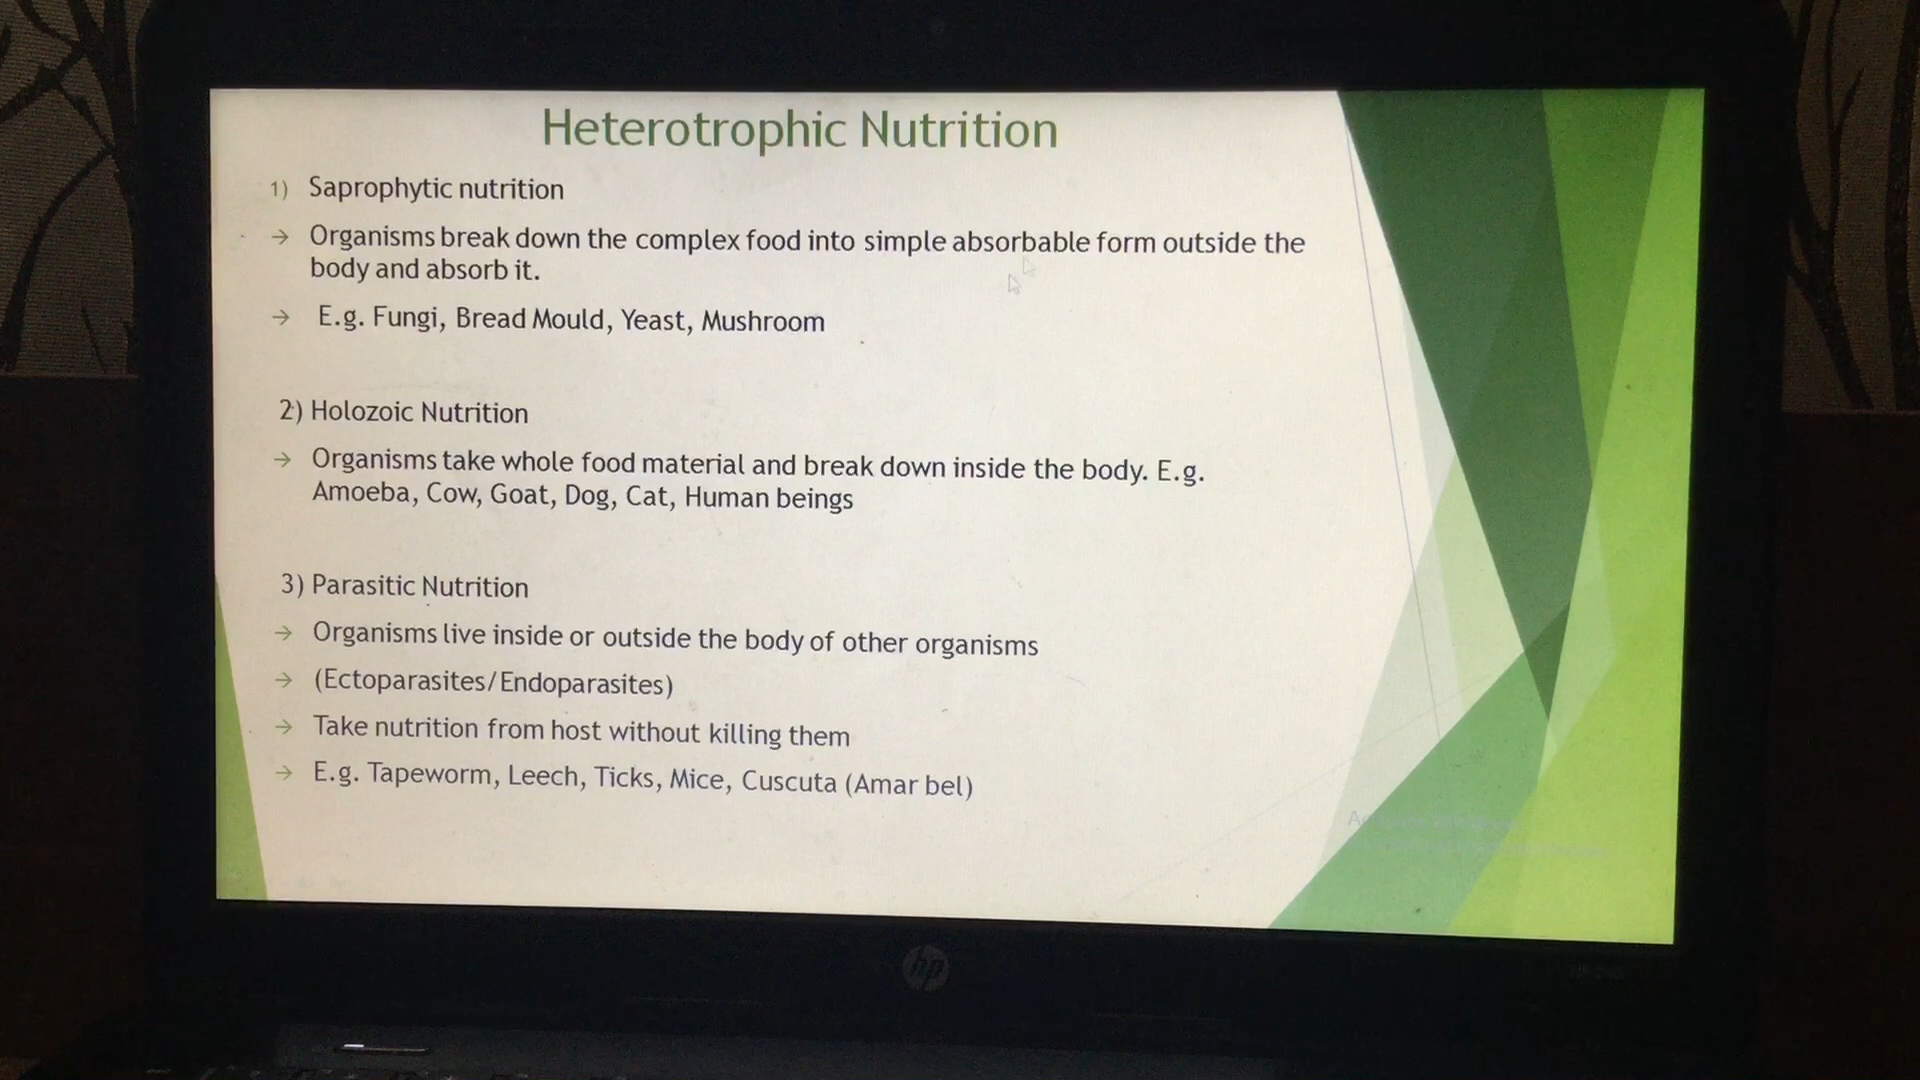 Heterotrophic Nutrition
1) Saprophytic nutrition
→ Organisms break down the complex food into simple absorbable form outside the
body and absorb it.
→ E.g. Fungi, Bread Mould, Yeast, Mushroom
2) Holozoic Nutrition
→ Organisms take whole food material and break down inside the body. E.g.
Amoeba, Cow, Goat, Dog, Cat, Human beings
3) Parasitic Nutrition
→ Organisms live inside or outside the body of other organisms
→ (Ectoparasites/Endoparasites)
→ Take nutrition from host without killing them
→ E.g. Tapeworm, Leech, Ticks, Mice, Cuscuta (Amar bel)
hp